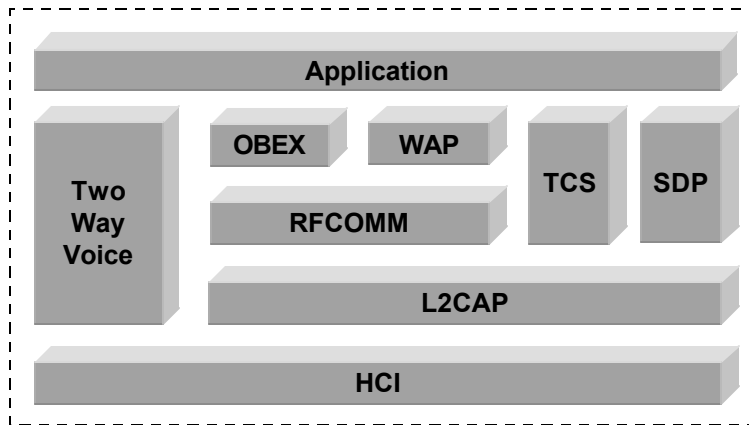 Application
OBEX
WAP
TCS
SDP
Two
Way
Voice
RFCOMM
L2CAP
HCI